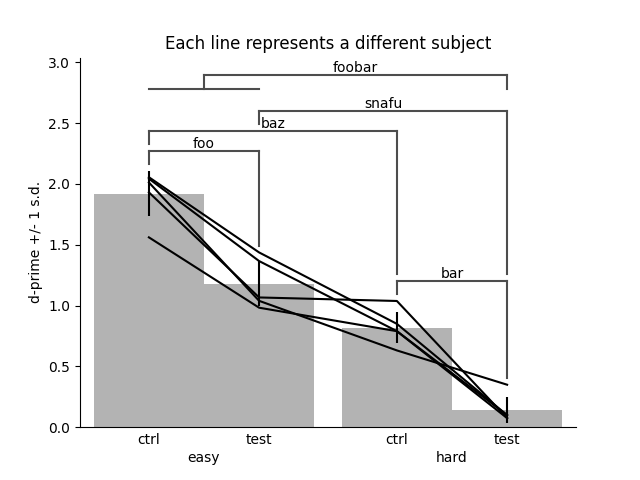 Each line represents a different subject
3.0
2.5
2.0
1.5
1.0
0.5
0.0
d-prime +/- 1 s.d.
foobar
snafu
baz
foo
bar
ctrl test ctrl test
easy hard